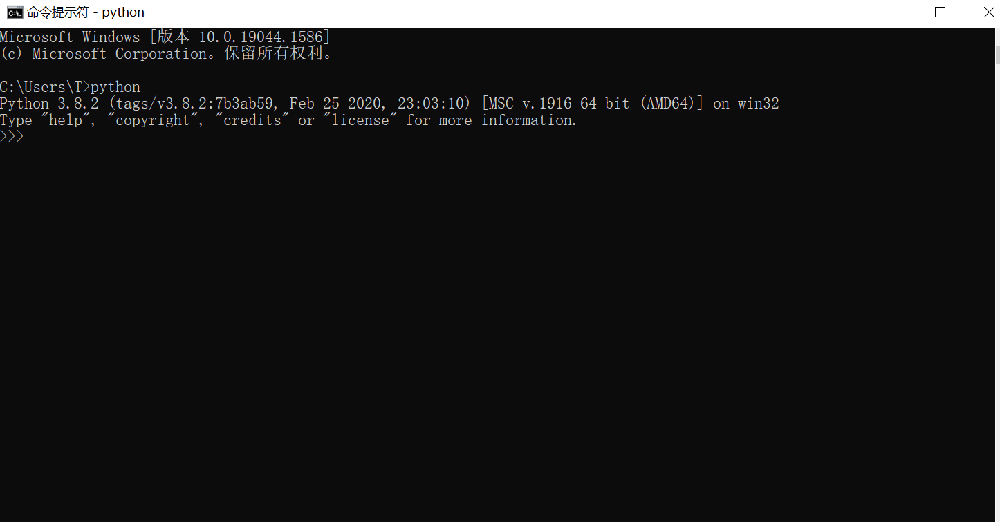 命令提示符 - python
Microsoft Windows [版本 10.0.19044.1586]
(c) Microsoft Corporation。保留所有权利。
C:\Users\T>python
Python 3.8.2 (tags/v3.8.2:7b3ab59, Feb 25 2020, 23:03:10) [MSC v.1916 64 bit (AMD64)] on win32
Type "help", "copyright", "credits" or "license" for more information.
>>>